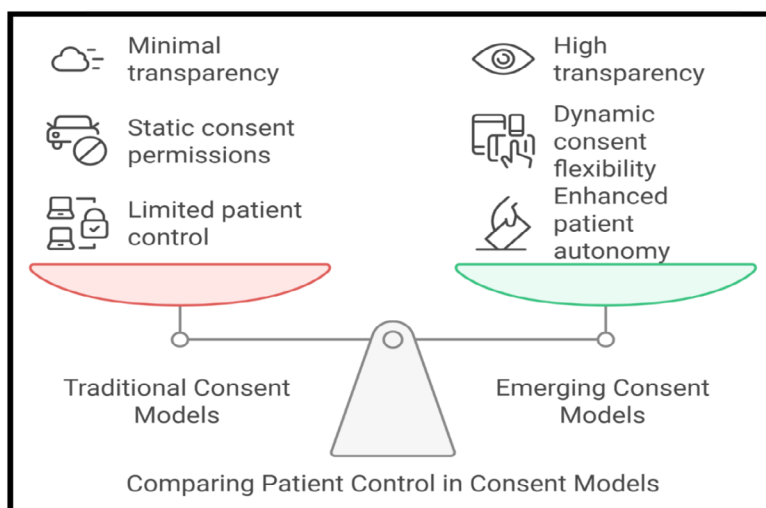 Minimal
transparency
Static consent
permissions
Limited patient
control
High
transparency
Dynamic
consent
flexibility
Enhanced
patient
autonomy
Traditional Consent
Models
Emerging Consent
Models
Comparing Patient Control in Consent Models